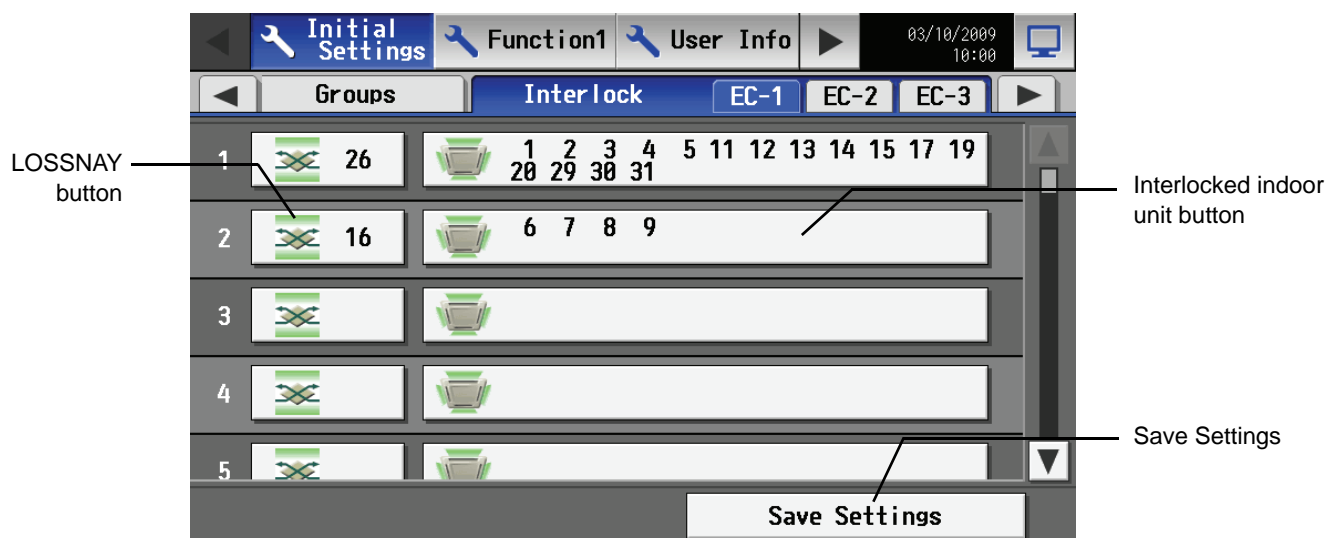 Initial Settings
Function1
User Info
03/10/2009
10:00
Groups
Interlock
EC-1
EC-2
EC-3
LOSSNAY button
1
26
1 2 3 4 5 11 12 13 14 15 17 19
20 29 30 31
Interlocked indoor unit button
2
16
6 7 8 9
3
4
5
Save Settings
Save Settings